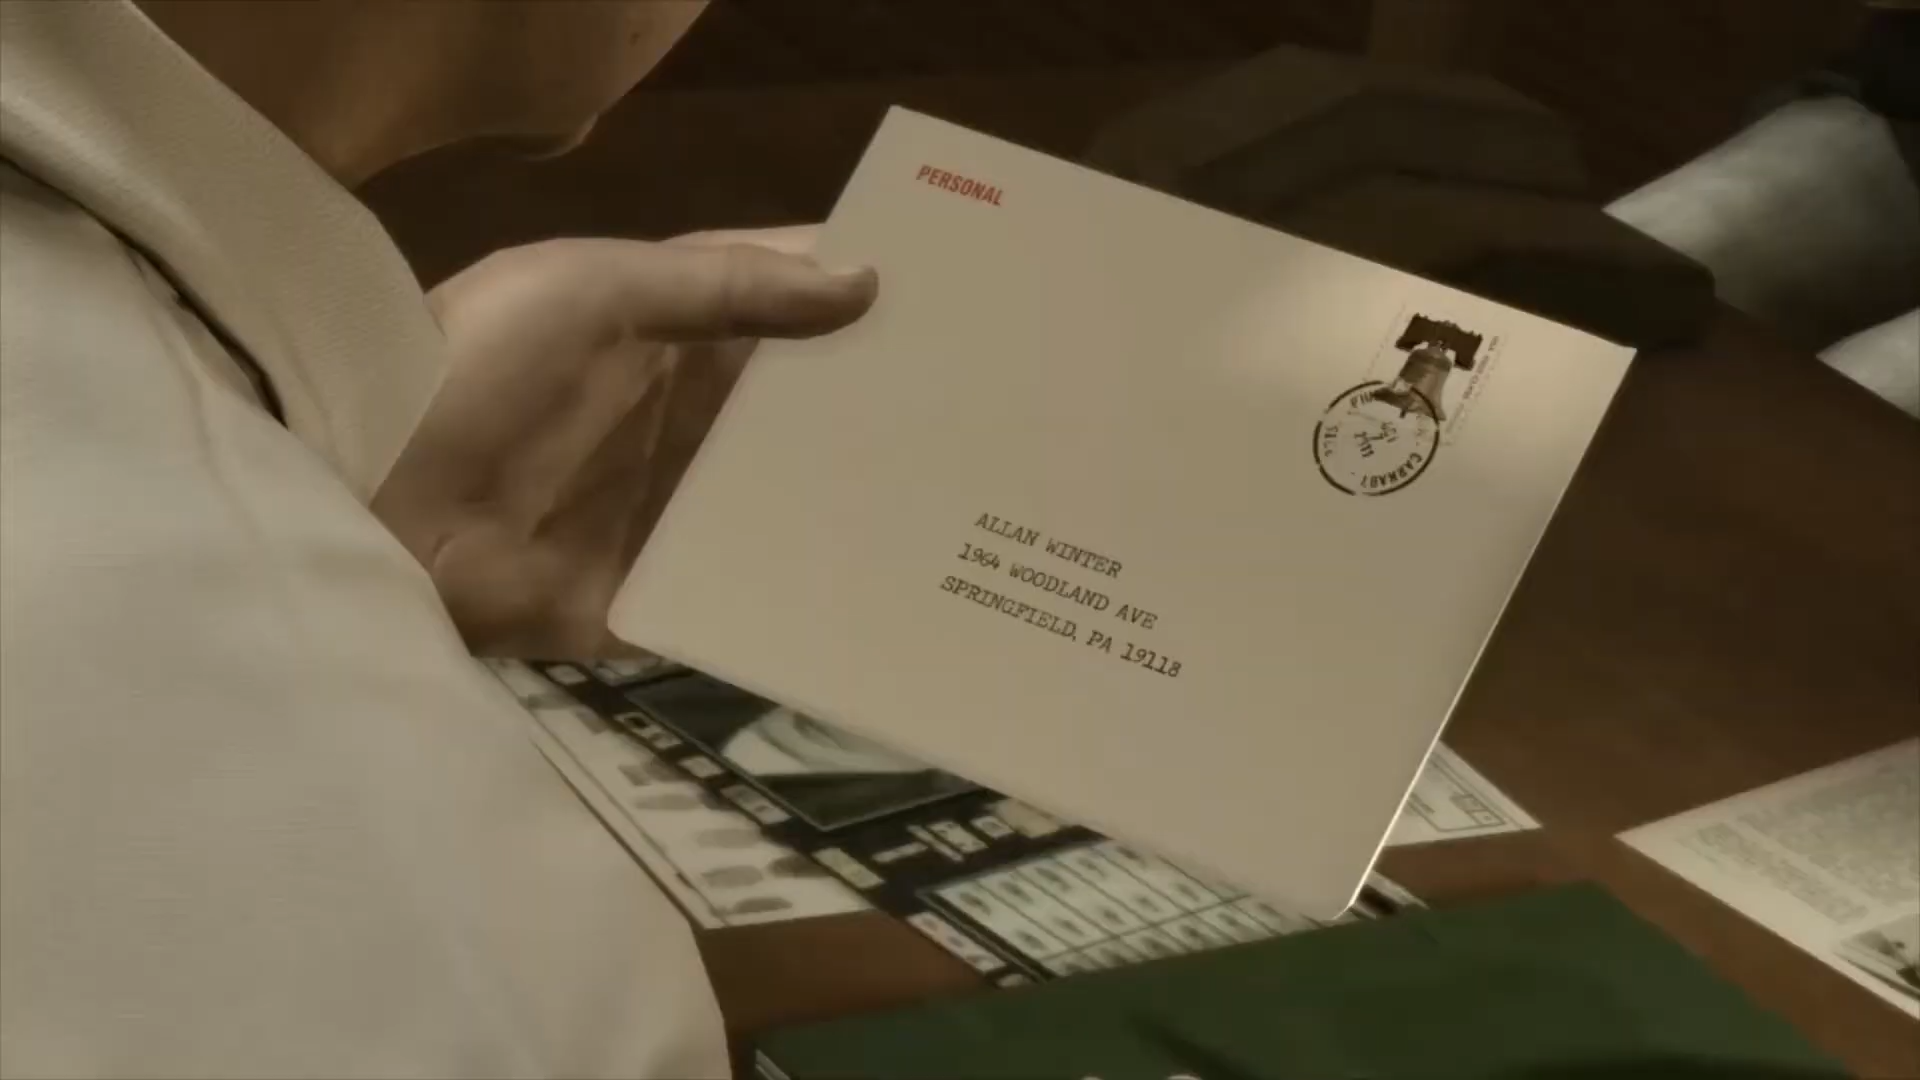 PERSONAL
ALLAN WINTER
1964 WOODLAND AVE
SPRINGFIELD, PA 19118